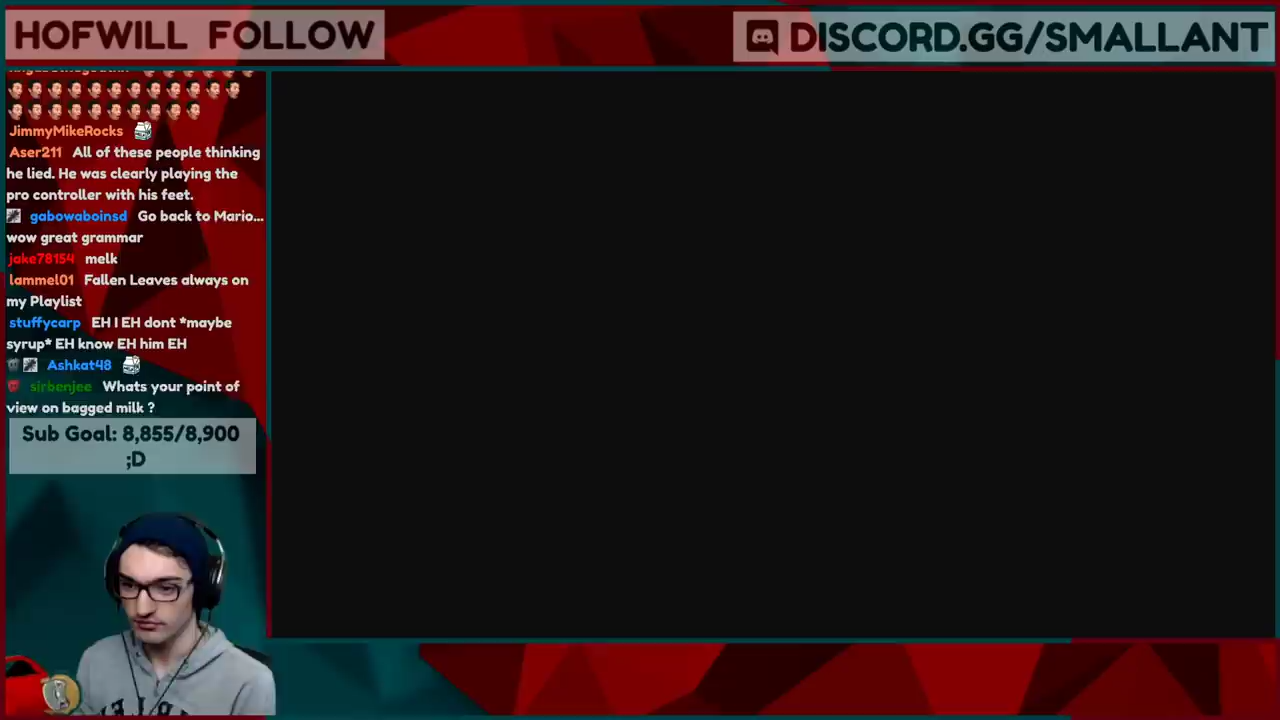 HOFWILL FOLLOW
DISCORD.GG/SMALLANT
JimmyMikeRocks
Aser211 All of these people thinking
he lied. He was clearly playing the
pro controller with his feet.
gabowaboinsd Go back to Mario...
wow great grammar
jake78154 melk
lammel01 Fallen Leaves always on
my Playlist
stuffycarp EH I EH dont *maybe
syrup* EH know EH him EH
Ashkat48
sirbenjee Whats your point of
view on bagged milk ?
Sub Goal: 8,855/8,900
;D